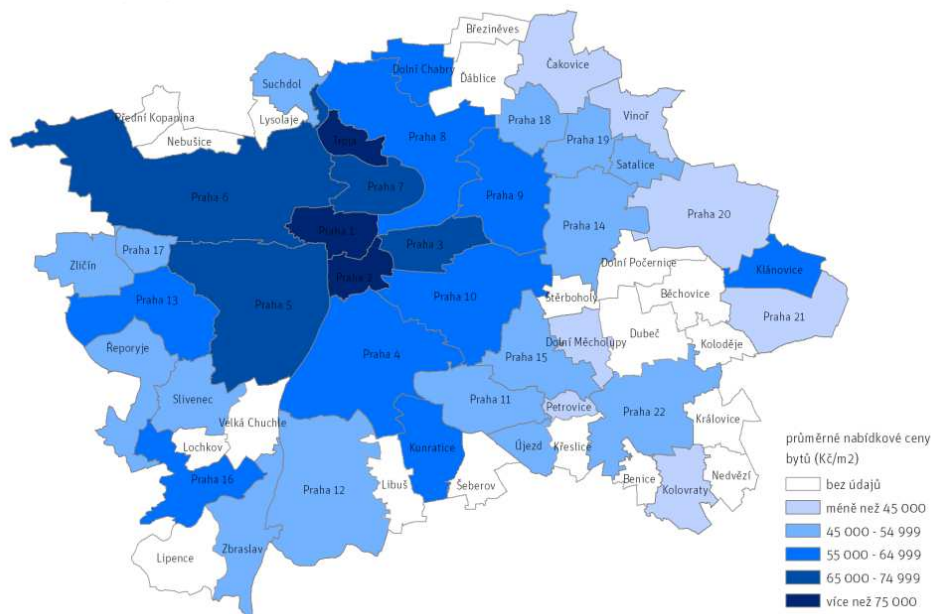 Březiněves
Dolní Chabry
Čakovice
Ďáblice
Suchdol
Přední Kopanina
Lysolaje
Nebušice
Troja
Praha 8
Praha 18
Praha 19
Vinoř
Satalice
Praha 7
Praha 6
Praha 9
Praha 20
Praha 14
Praha 1
Praha 3
Praha 17
Zličín
Praha 2
Dolní Počernice
Klánovice
Praha 13
Praha 5
Praha 10
Štěrboholy
Běchovice
Praha 21
Dubeč
Koloděje
Řeporyje
Praha 4
Praha 15
Dolní Měcholupy
Slivenec
Praha 11
Petrovice
Praha 22
Královice
Velká Chuchle
Lochkov
Kunratice
Újezd
Křeslice
Praha 16
Praha 12
Libuš
Šeberov
Benice
Nedvězí
Kolovraty
Lipence
Zbraslav
průměrné nabídkové ceny
bytů (Kč/m2)
bez údajů
méně než 45 000
45 000 - 54 999
55 000 - 64 999
65 000 - 74 999
více než 75 000